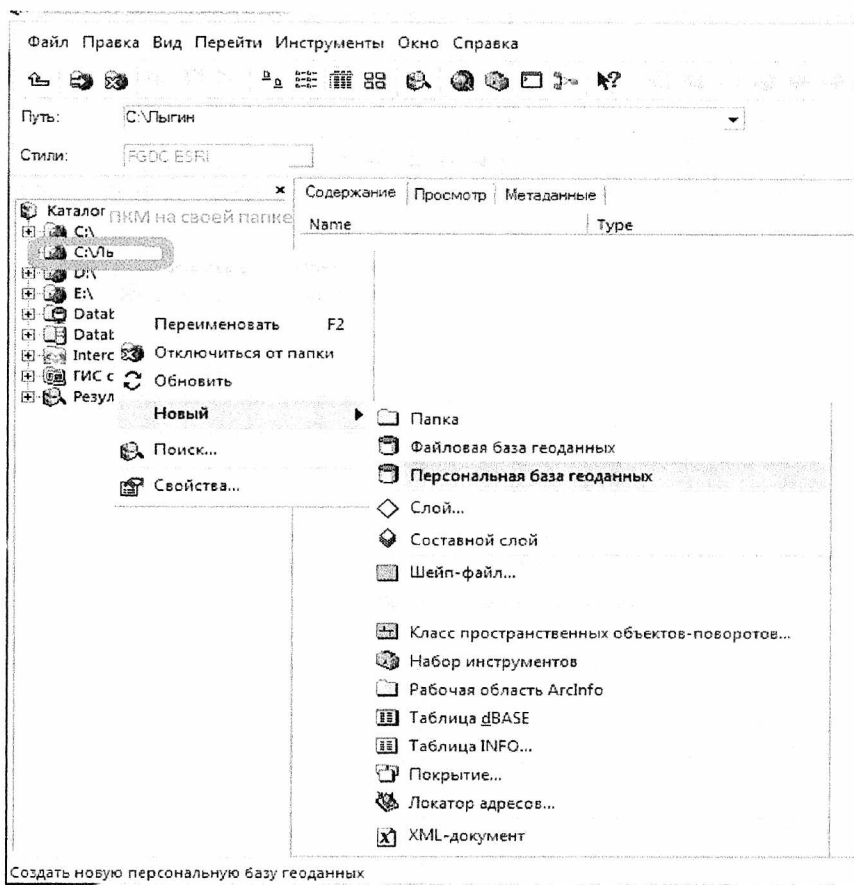 Файл Правка Вид Перейти Инструменты Окно Справка
Путь: С:\Лыгин
Стили: FGDC ESRI
Содержание Просмотр Метаданные
Name Type
Каталог
ПКМ на своей папке
C:\
C:\Лы
D:\
E:\
Datab
Datab
Interc
ГИС с
Резул
Переименовать F2
Отключиться от папки
Обновить
Новый
Поиск...
Свойства...
Папка
Файловая база геоданных
Персональная база геоданных
Слой...
Составной слой
Шейп-файл...
Класс пространственных объектов-поворотов...
Набор инструментов
Рабочая область ArcInfo
Таблица dBASE
Таблица INFO...
Покрытие...
Локатор адресов...
XML-документ
Создать новую персональную базу геоданных